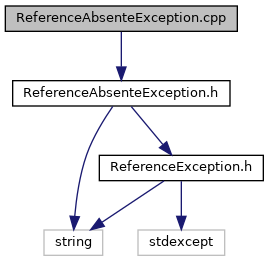 ReferenceAbsenteException.cpp
ReferenceAbsenteException.h
ReferenceException.h
string
stdexcept